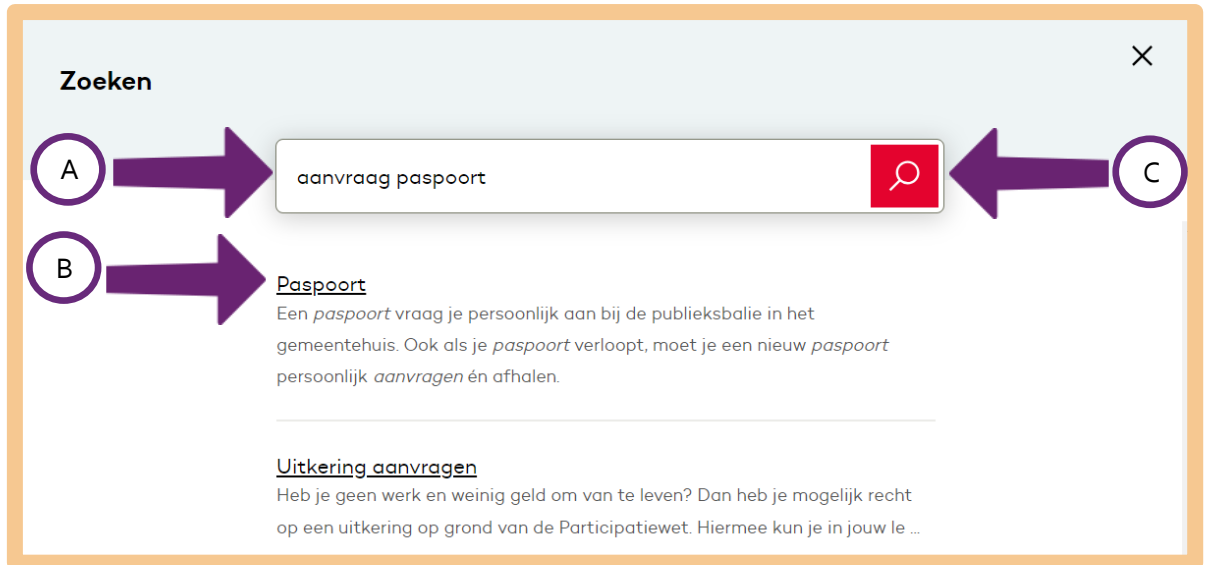 Zoeken
A
aanvraag paspoort
C
B
Paspoort
Een paspoort vraag je persoonlijk aan bij de publieksbalie in het
gemeentehuis. Ook als je paspoort verloopt, moet je een nieuw paspoort
persoonlijk aanvragen én afhalen.
Uitkering aanvragen
Heb je geen werk en weinig geld om van te leven? Dan heb je mogelijk recht
op een uitkering op grond van de Participatiewet. Hiermee kun je in jouw le ...